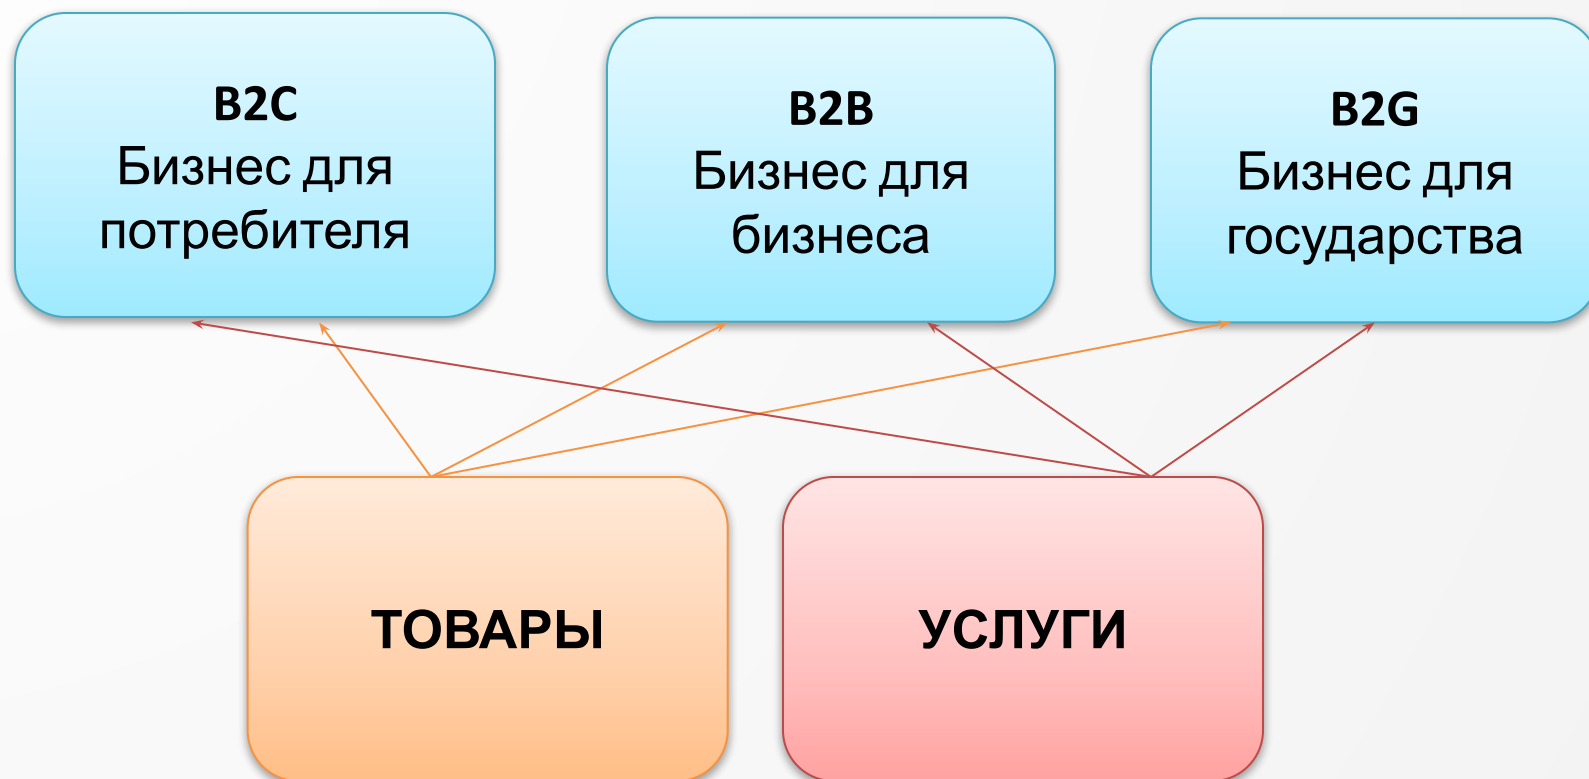 B2C
Бизнес для
потребителя
B2B
Бизнес для
бизнеса
B2G
Бизнес для
государства
ТОВАРЫ
УСЛУГИ